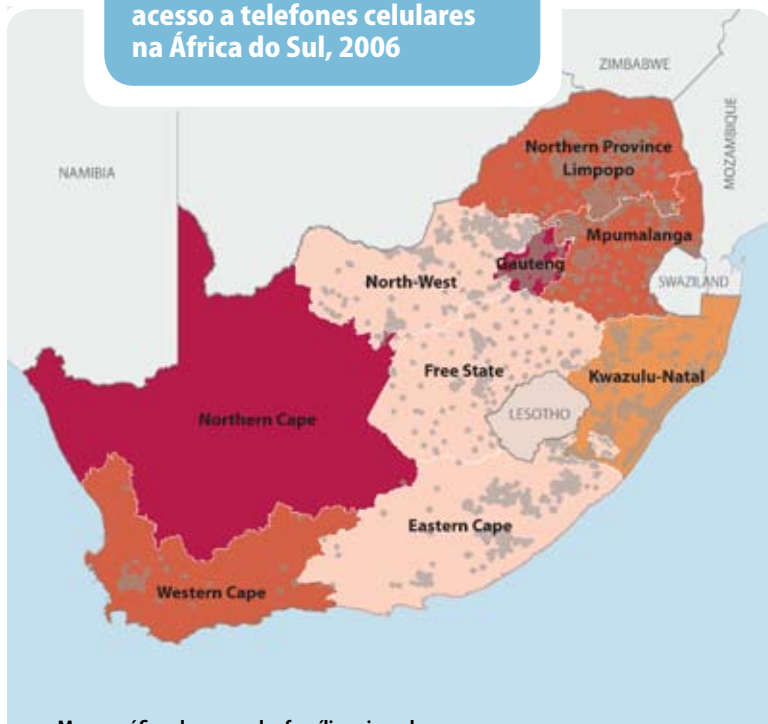 acesso a telefones celulares
na África do Sul, 2006
ZIMBABWE
MOZAMBIQUE
NAMIBIA
Northern Province
Limpopo
Mpumalanga
Gauteng
SWAZILAND
North-West
Free State
Kwazulu-Natal
LESOTHO
Northern Cape
Eastern Cape
Western Cape